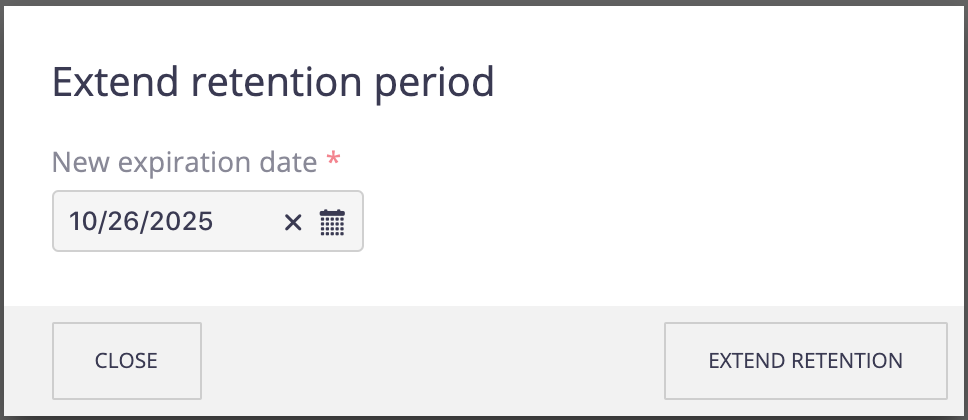 Extend retention period
New expiration date *
10/26/2025
CLOSE
EXTEND RETENTION